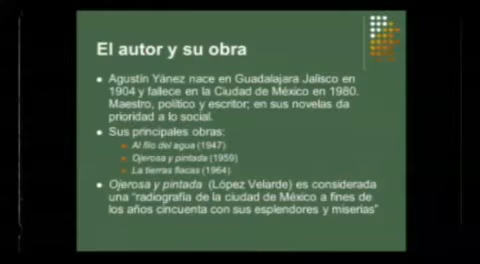 El autor y su obra
Agustín Yánez nace en Guadalajara Jalisco en
1904 y fallece en la Ciudad de México en 1980.
Maestro, político y escritor; en sus novelas da
prioridad a lo social.
Sus principales obras:
Al filo del agua (1947)
Ojerosa y pintada (1959)
La tierras flacas (1964)
Ojerosa y pintada (López Velarde) es considerada
una "radiografía de la ciudad de México a fines de
los años cincuenta con sus esplendores y miserias"